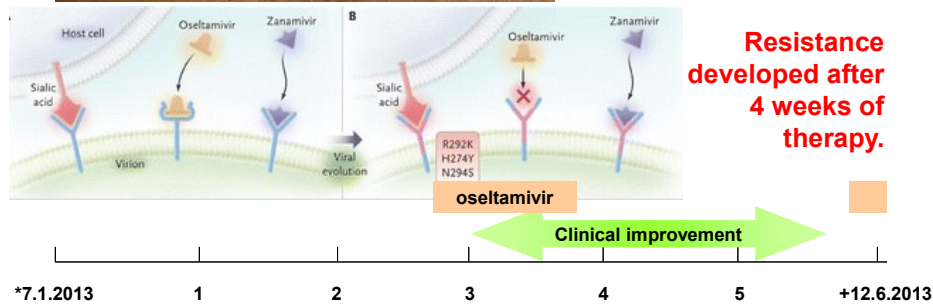 B
Oseltamivir
Zanamivir
Oseltamivir
Zanamivir
Host cell
Sialic
acid
Sialic
acid
Virion
Viral
evolution
R292K
H274Y
N294S
Resistance
developed after
4 weeks of
therapy.
oseltamivir
Clinical improvement
*7.1.2013 1 2 3 4 5 +12.6.2013